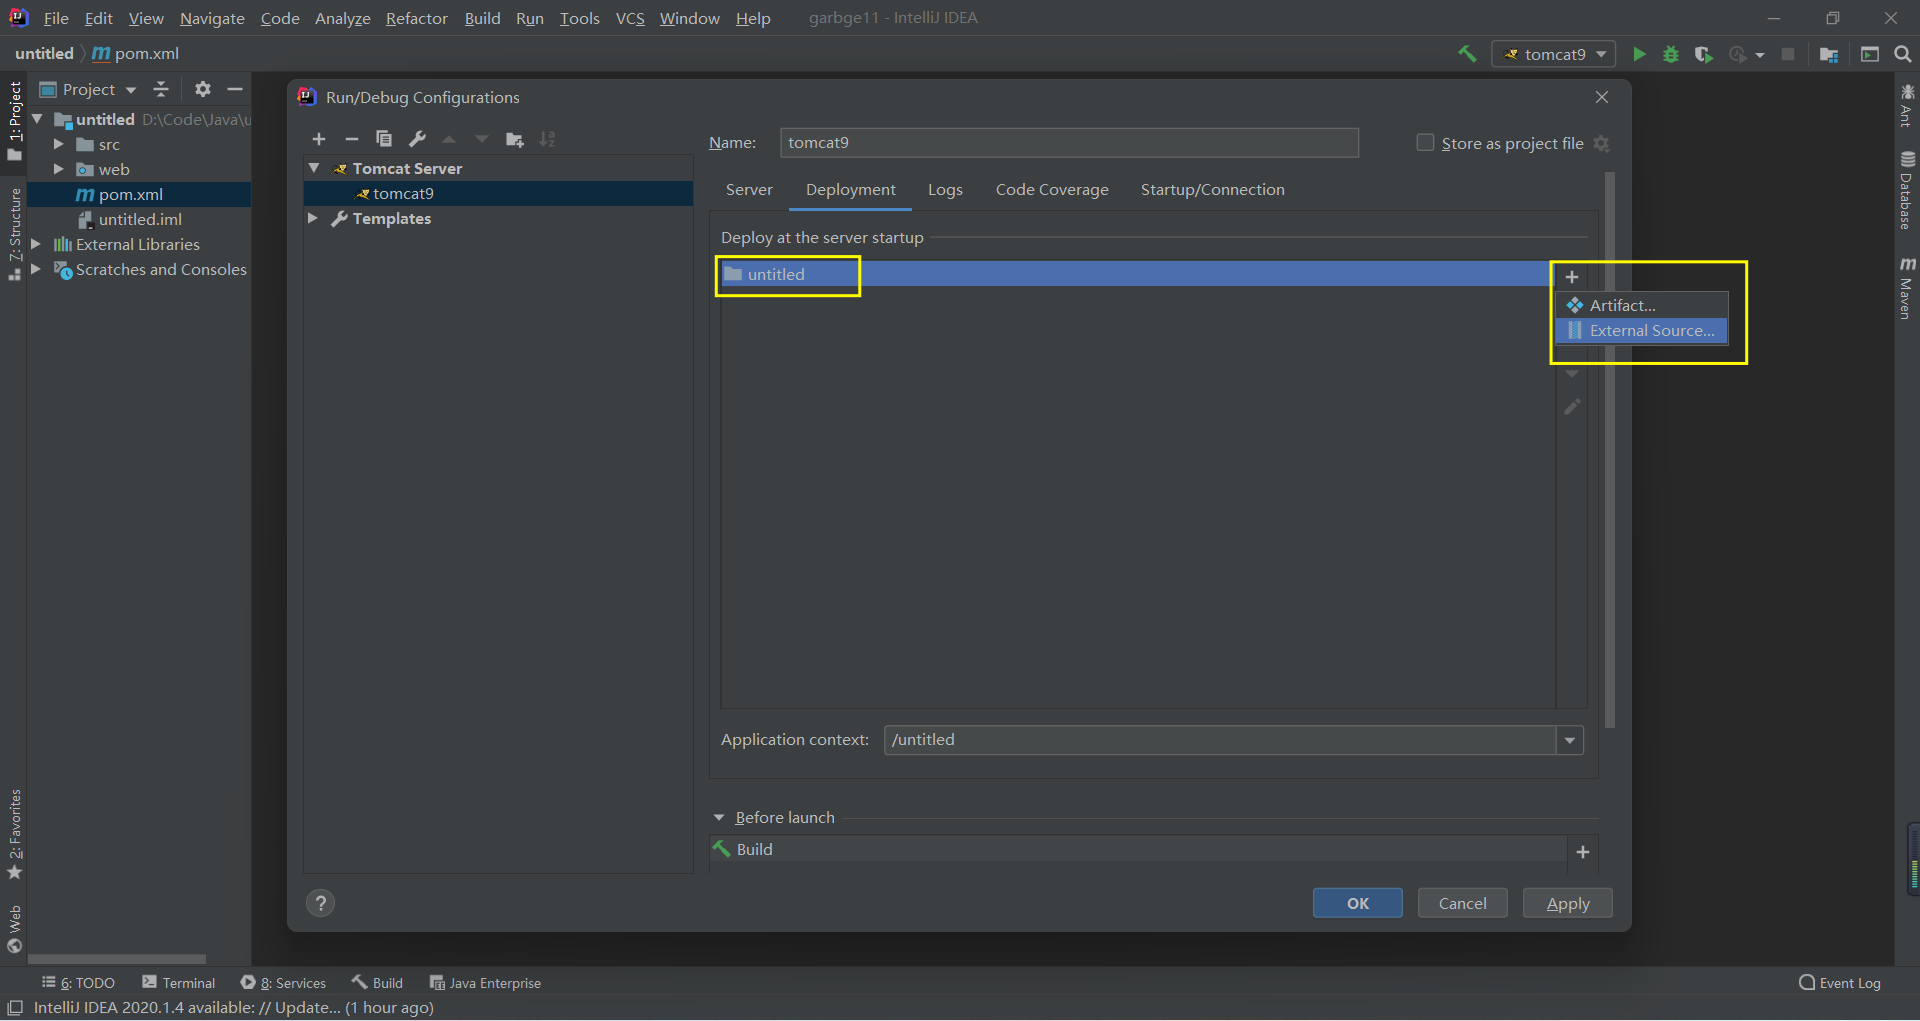 File Edit View Navigate Code Analyze Refactor Build Run Tools VCS Window Help garbge11 - IntelliJ IDEA
untitled pom.xml tomcat9
1: Project
7: Structure
2: Favorites
Web
Project
untitled D:\Code\Java\u
src
web
pom.xml
untitled.iml
External Libraries
Scratches and Consoles
Run/Debug Configurations
Tomcat Server
tomcat9
Templates
Name: tomcat9 Store as project file
Server Deployment Logs Code Coverage Startup/Connection
Deploy at the server startup
untitled
Artifact...
External Source...
Application context: /untitled
Before launch
Build
? OK Cancel Apply
Ant
Database
Maven
6: TODO Terminal 8: Services Build Java Enterprise Event Log
IntelliJ IDEA 2020.1.4 available: // Update... (1 hour ago)